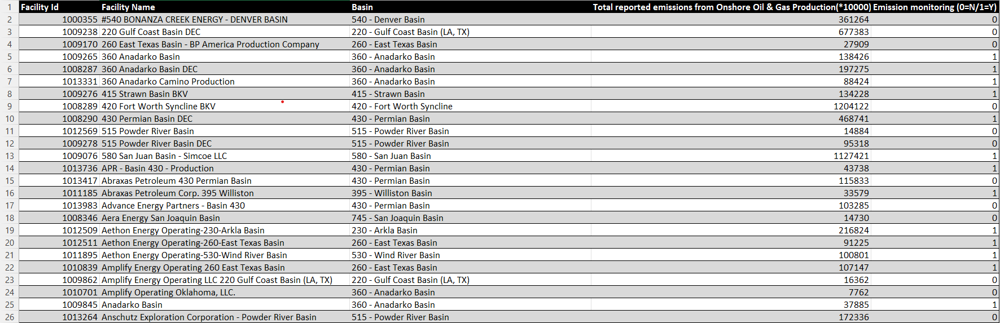 1 Facility Id Facility Name Basin Total reported emissions from Onshore Oil & Gas Production(*10000) Emission monitoring (0=N/1=Y)
2 1000355 #540 BONANZA CREEK ENERGY - DENVER BASIN 540 - Denver Basin 361264 0
3 1009238 220 Gulf Coast Basin DEC 220 - Gulf Coast Basin (LA, TX) 677383 0
4 1009170 260 East Texas Basin - BP America Production Company 260 - East Texas Basin 27909 0
5 1009265 360 Anadarko Basin 360 - Anadarko Basin 138426 1
6 1008287 360 Anadarko Basin DEC 360 - Anadarko Basin 197275 1
7 1013331 360 Anadarko Camino Production 360 - Anadarko Basin 88424 1
8 1009276 415 Strawn Basin BKV 415 - Strawn Basin 134228 1
9 1008289 420 Fort Worth Syncline BKV 420 - Fort Worth Syncline 1204122 0
10 1008290 430 Permian Basin DEC 430 - Permian Basin 468741 1
11 1012569 515 Powder River Basin 515 - Powder River Basin 14884 0
12 1009278 515 Powder River Basin DEC 515 - Powder River Basin 95318 0
13 1009076 580 San Juan Basin - Simcoe LLC 580 - San Juan Basin 1127421 1
14 1013736 APR - Basin 430 - Production 430 - Permian Basin 43738 1
15 1013417 Abraxas Petroleum 430 Permian Basin 430 - Permian Basin 115833 0
16 1011185 Abraxas Petroleum Corp. 395 Williston 395 - Williston Basin 33579 1
17 1013983 Advance Energy Partners - Basin 430 430 - Permian Basin 103285 0
18 1008346 Aera Energy San Joaquin Basin 745 - San Joaquin Basin 14730 0
19 1012509 Aethon Energy Operating-230-Arkla Basin 230 - Arkla Basin 216824 1
20 1012511 Aethon Energy Operating-260-East Texas Basin 260 - East Texas Basin 91225 1
21 1011895 Aethon Energy Operating-530-Wind River Basin 530 - Wind River Basin 100801 1
22 1010839 Amplify Energy Operating 260 East Texas Basin 260 - East Texas Basin 107147 1
23 1009862 Amplify Energy Operating LLC 220 Gulf Coast Basin (LA, TX) 220 - Gulf Coast Basin (LA, TX) 16362 0
24 1010701 Amplify Operating Oklahoma, LLC. 360 - Anadarko Basin 7762 0
25 1009845 Anadarko Basin 360 - Anadarko Basin 37885 1
26 1013264 Anschutz Exploration Corporation - Powder River Basin 515 - Powder River Basin 172336 0